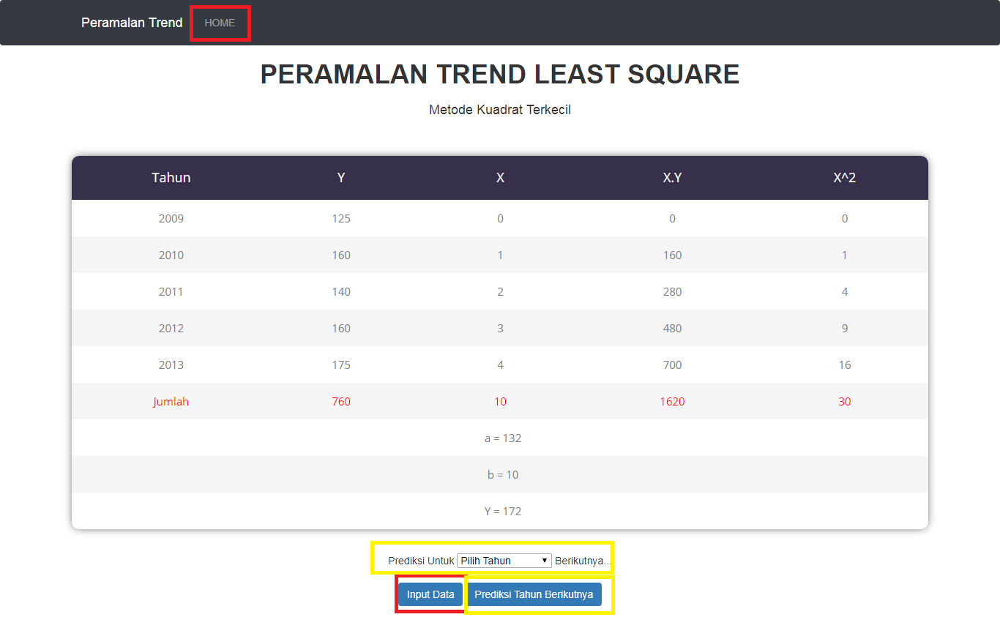 Peramalan Trend HOME
PERAMALAN TREND LEAST SQUARE
Metode Kuadrat Terkecil
Tahun Y X X.Y X^2
2009 125 0 0 0
2010 160 1 160 1
2011 140 2 280 4
2012 160 3 480 9
2013 175 4 700 16
Jumlah 760 10 1620 30
a = 132
b = 10
Y = 172
Prediksi Untuk Pilih Tahun Berikutnya...
Input Data Prediksi Tahun Berikutnya